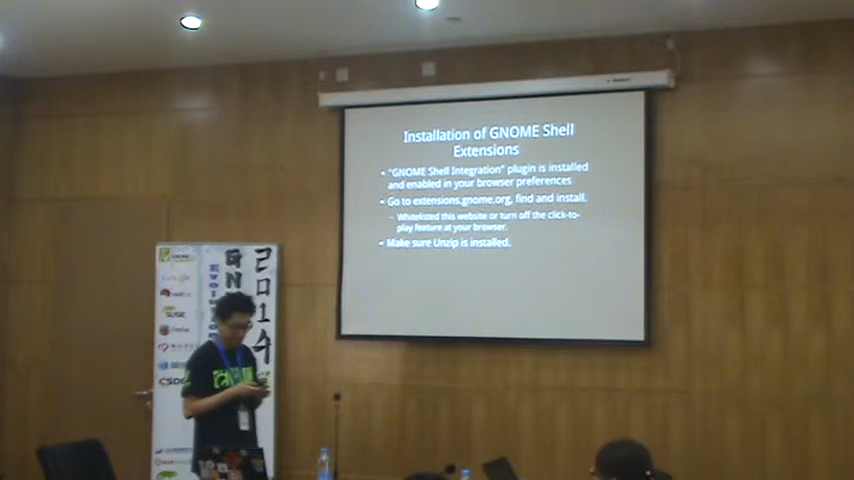 Installation of GNOME Shell
Extensions
"GNOME Shell Integration" plugin is installed
and enabled in your browser preferences
Go to extensions.gnome.org, find and install.
Whitelisted this website or turn off the click-to-
play feature at your browser.
Make sure Unzip is installed.
2014
Google
SUSE
Firefox
CSDN